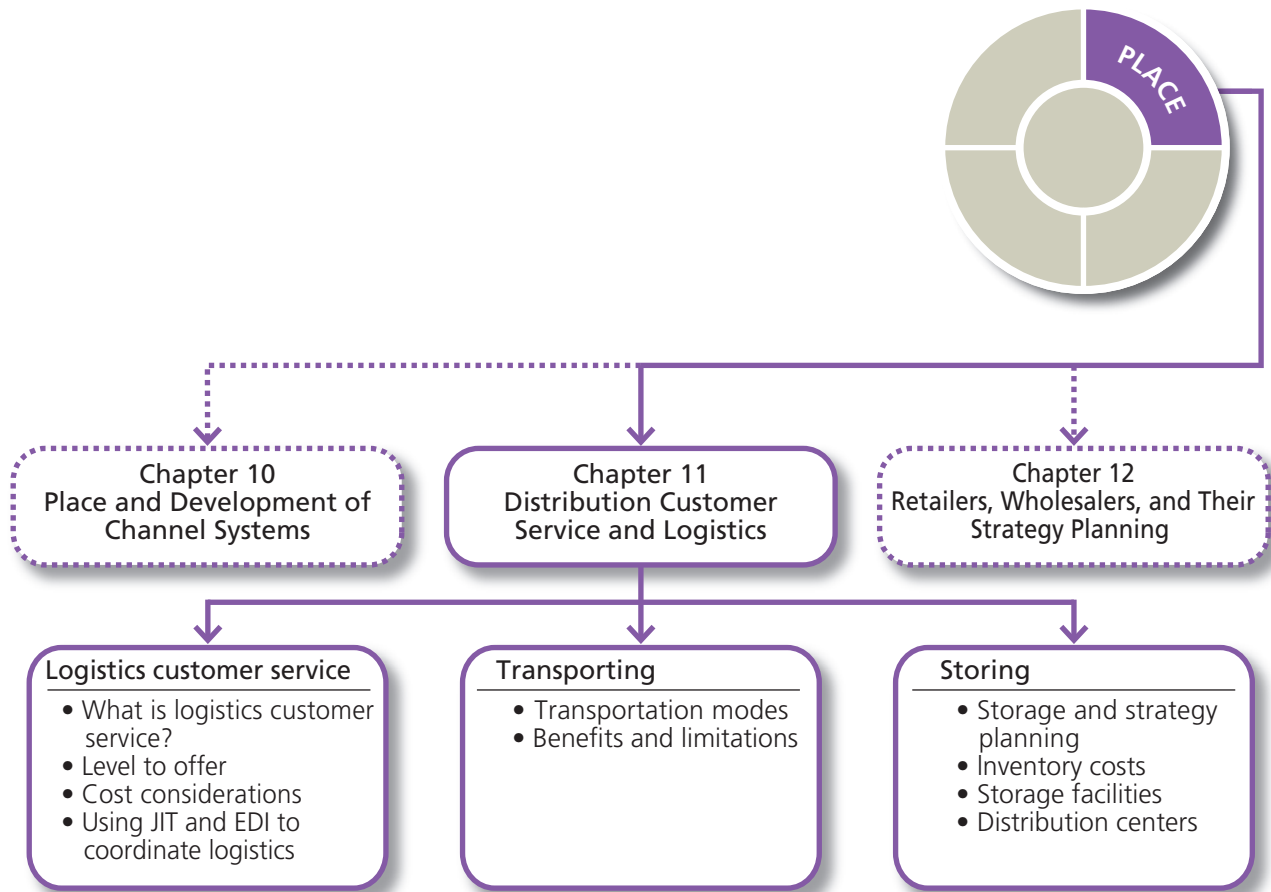 PLACE
Chapter 10
Place and Development of
Channel Systems
Chapter 11
Distribution Customer
Service and Logistics
Chapter 12
Retailers, Wholesalers, and Their
Strategy Planning
Logistics customer service
• What is logistics customer
service?
• Level to offer
• Cost considerations
• Using JIT and EDI to
coordinate logistics
Transporting
• Transportation modes
• Benefits and limitations
Storing
• Storage and strategy
planning
• Inventory costs
• Storage facilities
• Distribution centers